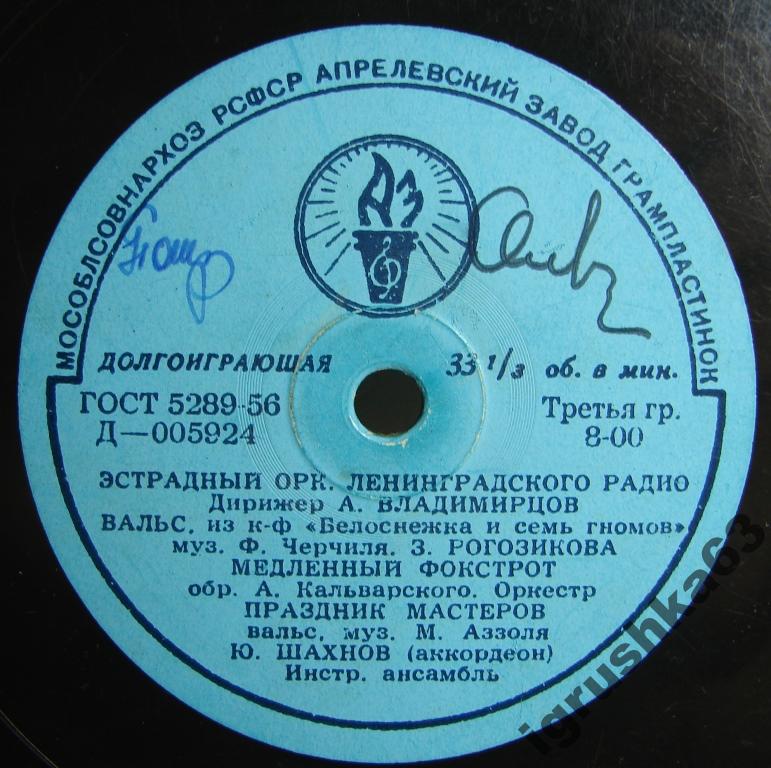 МОСОБЛСОВНАРХОЗ РСФСР АПРЕЛЕВСКИЙ ЗАВОД ГРАМПЛАСТИНОК
АЗ
ДОЛГОИГРАЮЩАЯ 33 1/3 об. в мин.
ГОСТ 5289-56 Третья гр.
Д—005924 8-00
ЭСТРАДНЫЙ ОРК. ЛЕНИНГРАДСКОГО РАДИО
Дирижер А. ВЛАДИМИРЦОВ
ВАЛЬС, из к-ф «Белоснежка и семь гномов»
муз. Ф. Черчиля. З. РОГОЗИКОВА
МЕДЛЕННЫЙ ФОКСТРОТ
обр. А. Кальварского. Оркестр
ПРАЗДНИК МАСТЕРОВ
вальс, муз. М. Аззоля
Ю. ШАХНОВ (аккордеон)
Инстр. ансамбль
igrushka63